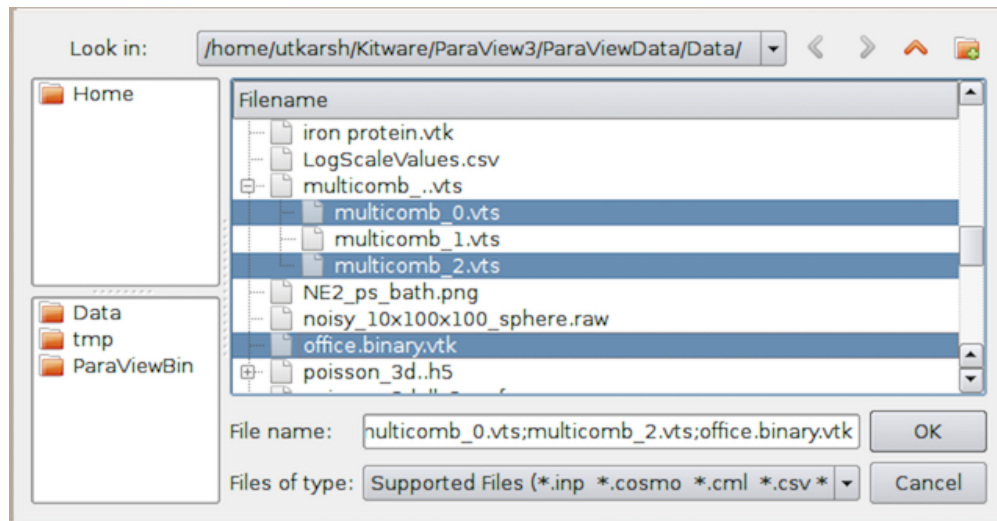 Look in: /home/utkarsh/Kitware/ParaView3/ParaViewData/Data/
Home
Filename
iron protein.vtk
LogScaleValues.csv
multicomb_..vts
multicomb_0.vts
multicomb_1.vts
multicomb_2.vts
NE2_ps_bath.png
noisy_10x100x100_sphere.raw
office.binary.vtk
poisson_3d..h5
Data
tmp
ParaViewBin
File name: multicomb_0.vts;multicomb_2.vts;office.binary.vtk OK
Files of type: Supported Files (*.inp *.cosmo *.cml *.csv * Cancel